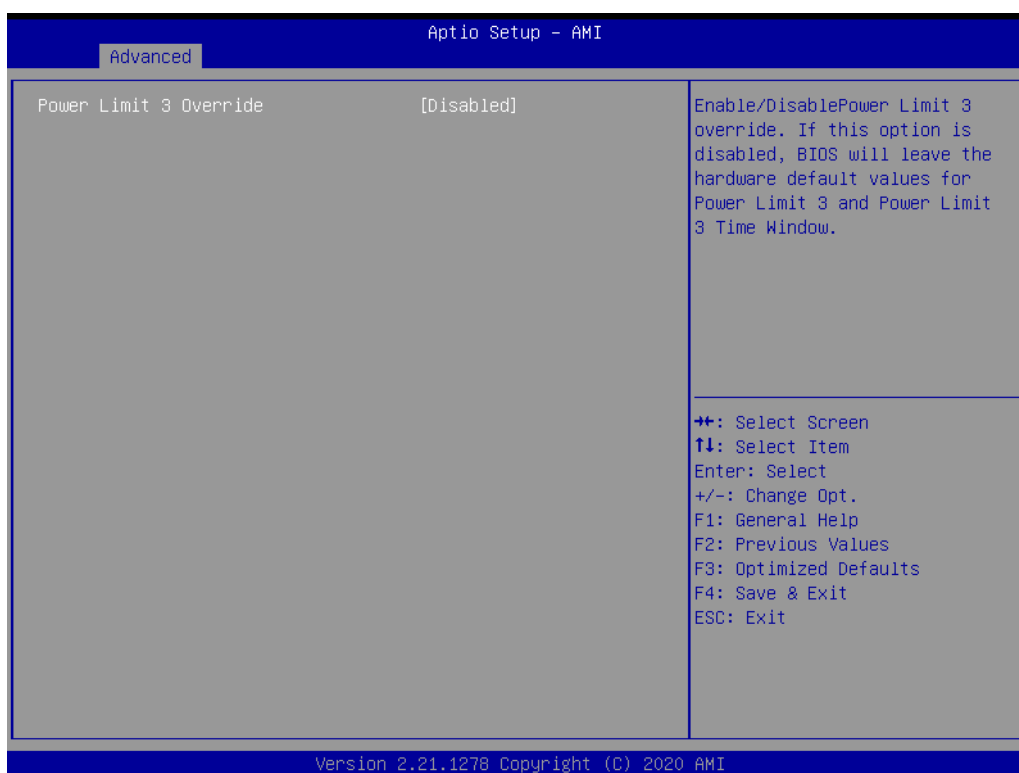 Aptio Setup – AMI
Advanced
Power Limit 3 Override [Disabled]
Enable/DisablePower Limit 3
override. If this option is
disabled, BIOS will leave the
hardware default values for
Power Limit 3 and Power Limit
3 Time Window.
→←: Select Screen
↑↓: Select Item
Enter: Select
+/-: Change Opt.
F1: General Help
F2: Previous Values
F3: Optimized Defaults
F4: Save & Exit
ESC: Exit
Version 2.21.1278 Copyright (C) 2020 AMI